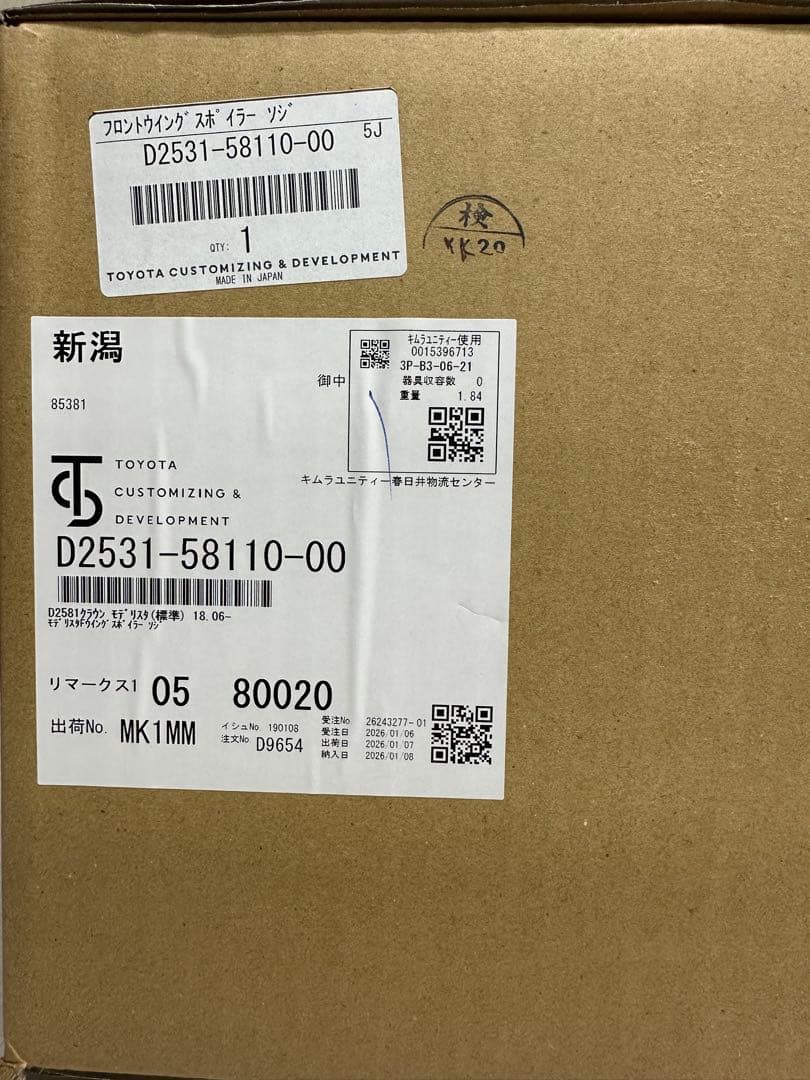 フロントウイング スポイラー ソジ
D2531-58110-00 5J
QTY: 1
TOYOTA CUSTOMIZING & DEVELOPMENT
MADE IN JAPAN
検
YK20
新潟
御中
85381
キムラユニティー使用
0015396713
3P-B3-06-21
器具収容数 0
重量 1.84
キムラユニティー春日井物流センター
TOYOTA
CUSTOMIZING &
DEVELOPMENT
D2531-58110-00
D2581クラウン モデリスタ(標準) 18.06-
モデリスタFウイングスポイラー ソジ
リマークス1 05 80020
出荷No. MK1MM
イシュNo. 190108
注文No. D9654
受注No 26243277-01
受注日 2026/01/06
出荷日 2026/01/07
納入日 2026/01/08